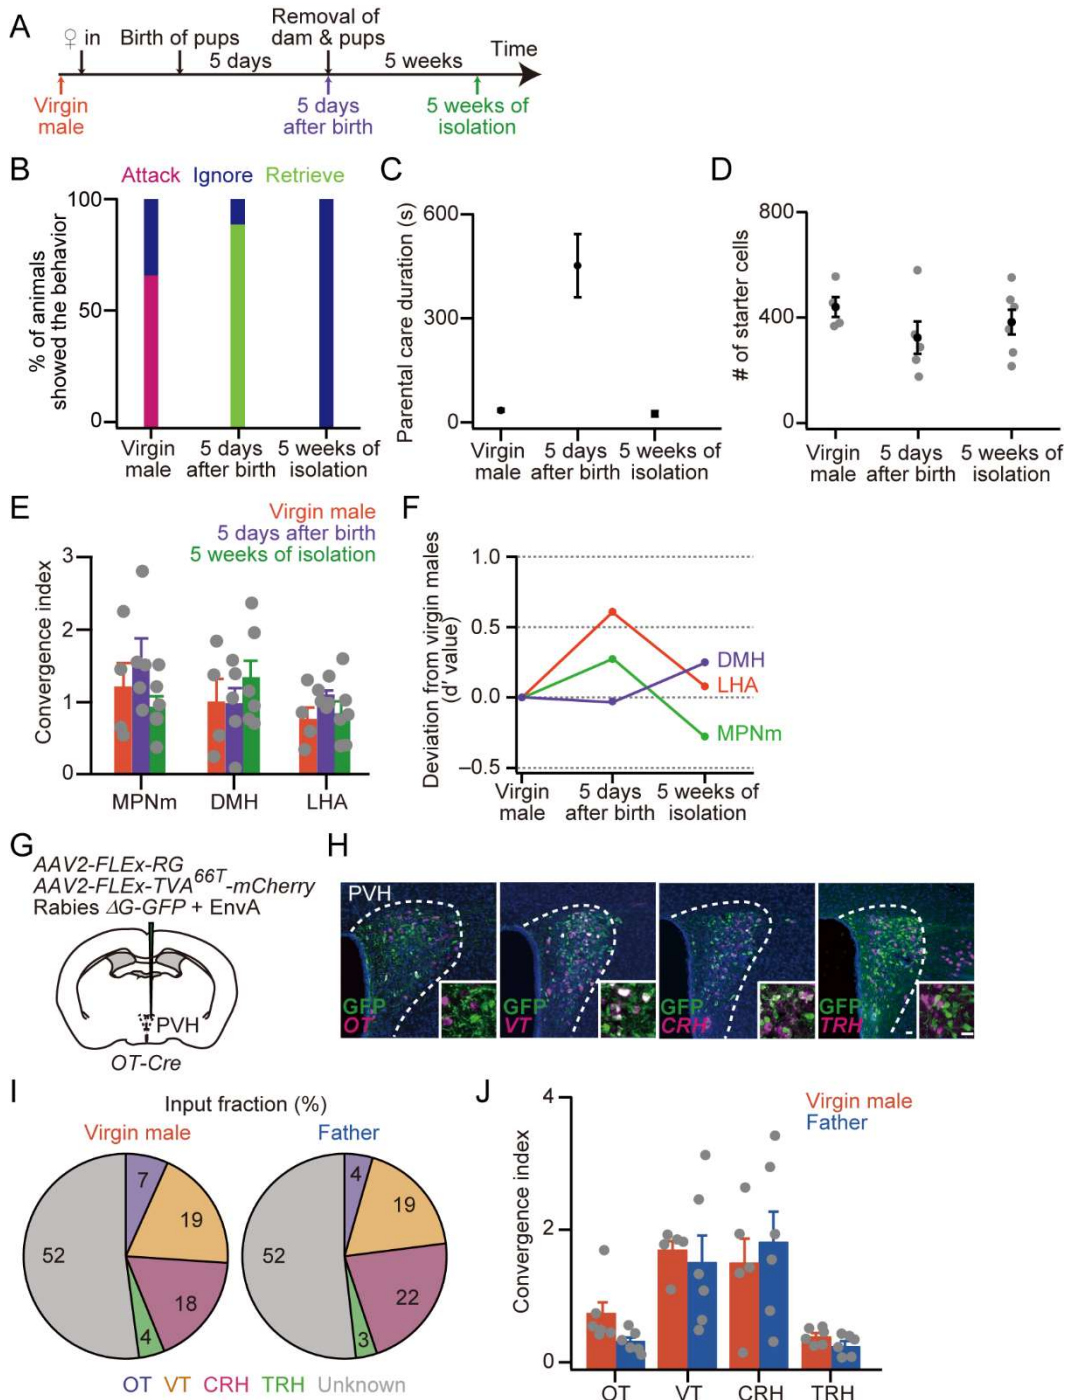 A
♀ in
Birth of pups
5 days
Removal of
dam & pups
5 weeks
Time
Virgin
male
5 days
after birth
5 weeks of
isolation
B
Attack Ignore Retrieve
% of animals
showed the behavior
100
50
0
Virgin
male
5 days
after birth
5 weeks of
isolation
C
Parental care duration (s)
600
300
0
Virgin
male
5 days
after birth
5 weeks of
isolation
D
# of starter cells
800
400
0
Virgin
male
5 days
after birth
5 weeks of
isolation
E
Virgin male
5 days after birth
5 weeks of isolation
Convergence index
3
2
1
0
MPNm DMH LHA
F
Deviation from virgin males
(d′ value)
1.0
0.5
0.0
−0.5
DMH
LHA
MPNm
Virgin
male
5 days
after birth
5 weeks of
isolation
G
AAV2-FLEx-RG
AAV2-FLEx-TVA66T-mCherry
Rabies ΔG-GFP + EnvA
PVH
OT-Cre
H
PVH
GFP
OT
GFP
VT
GFP
CRH
GFP
TRH
I
Input fraction (%)
Virgin male
7
19
18
4
52
Father
4
19
22
3
52
OT VT CRH TRH Unknown
J
Virgin male
Father
Convergence index
4
2
0
OT VT CRH TRH